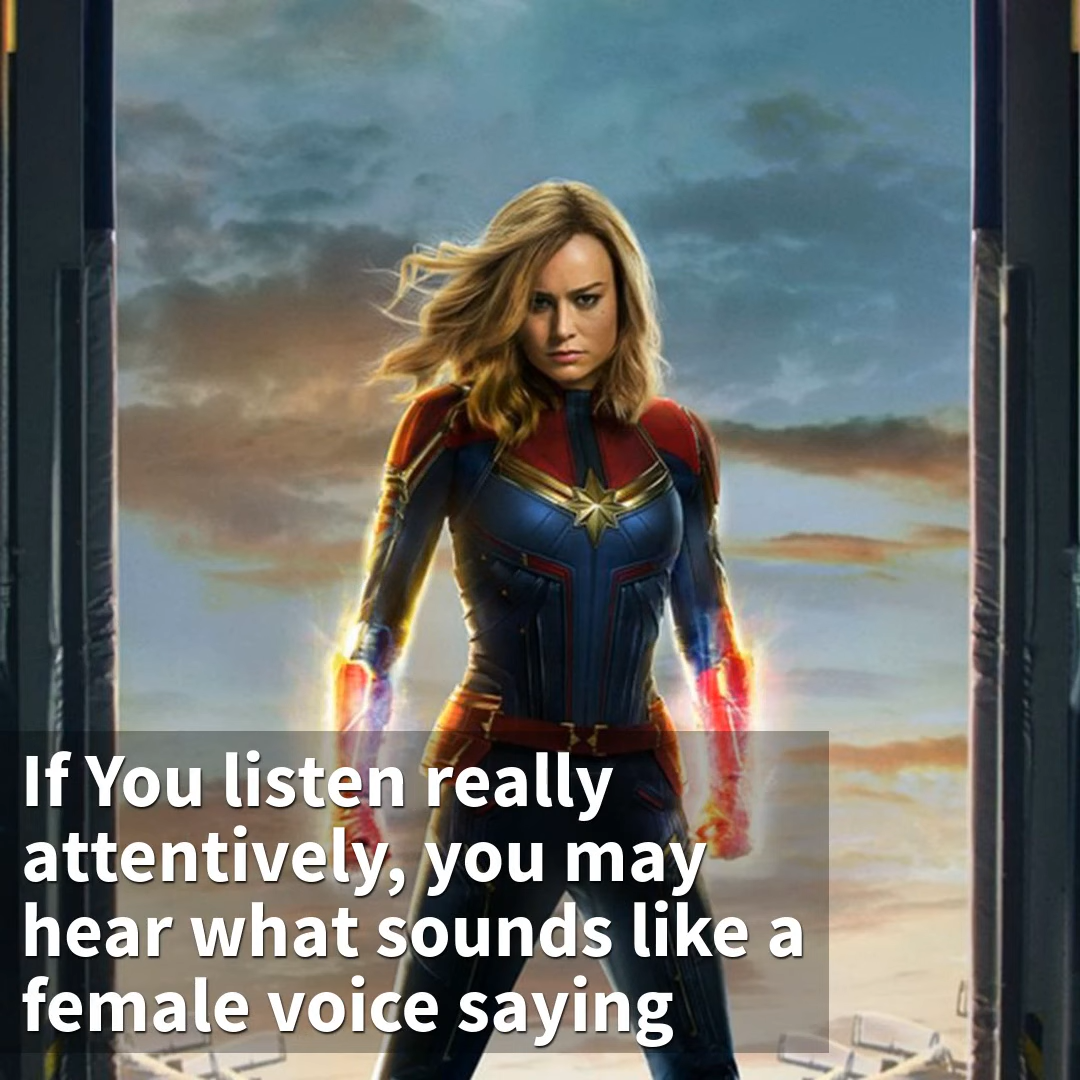 If You listen really
attentively, you may
hear what sounds like a
female voice saying